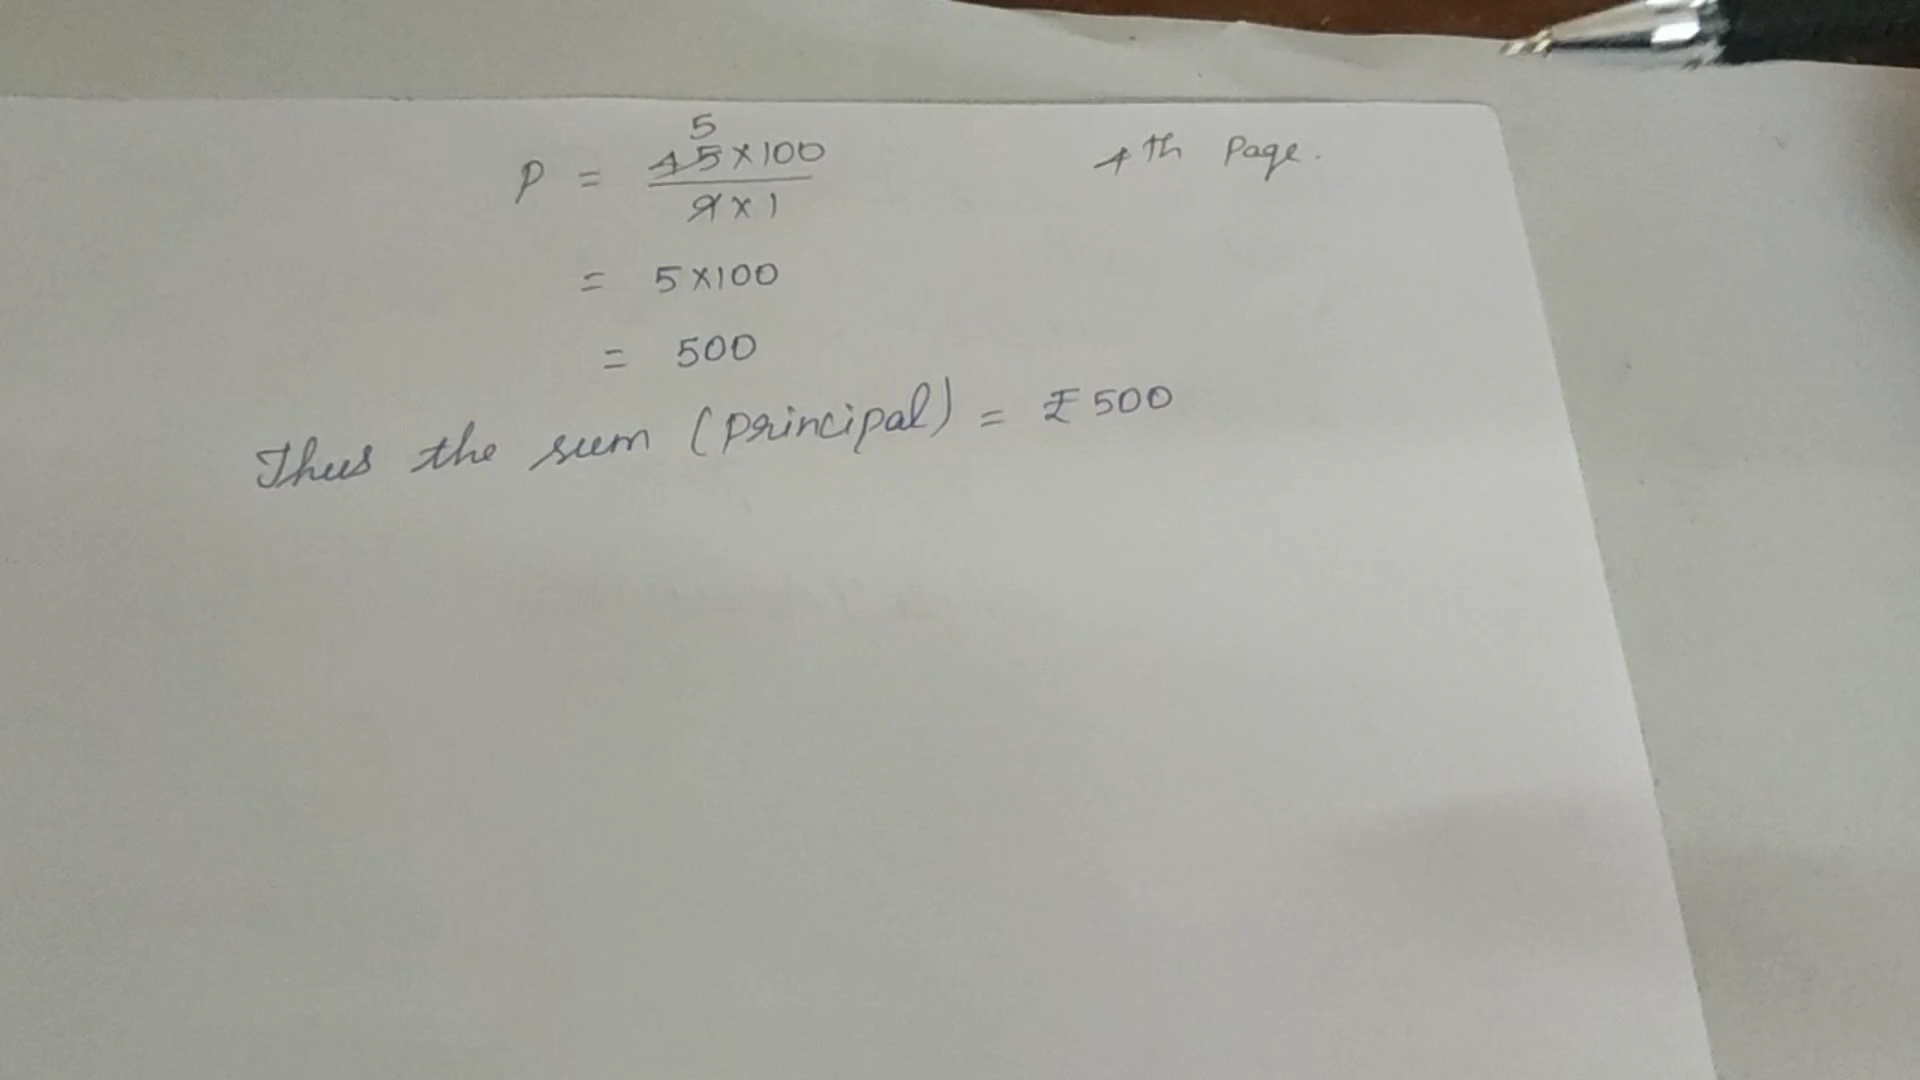 5
P = 45×100     4th Page.
9×1
= 5×100
= 500
Thus the sum (principal) = ₹500